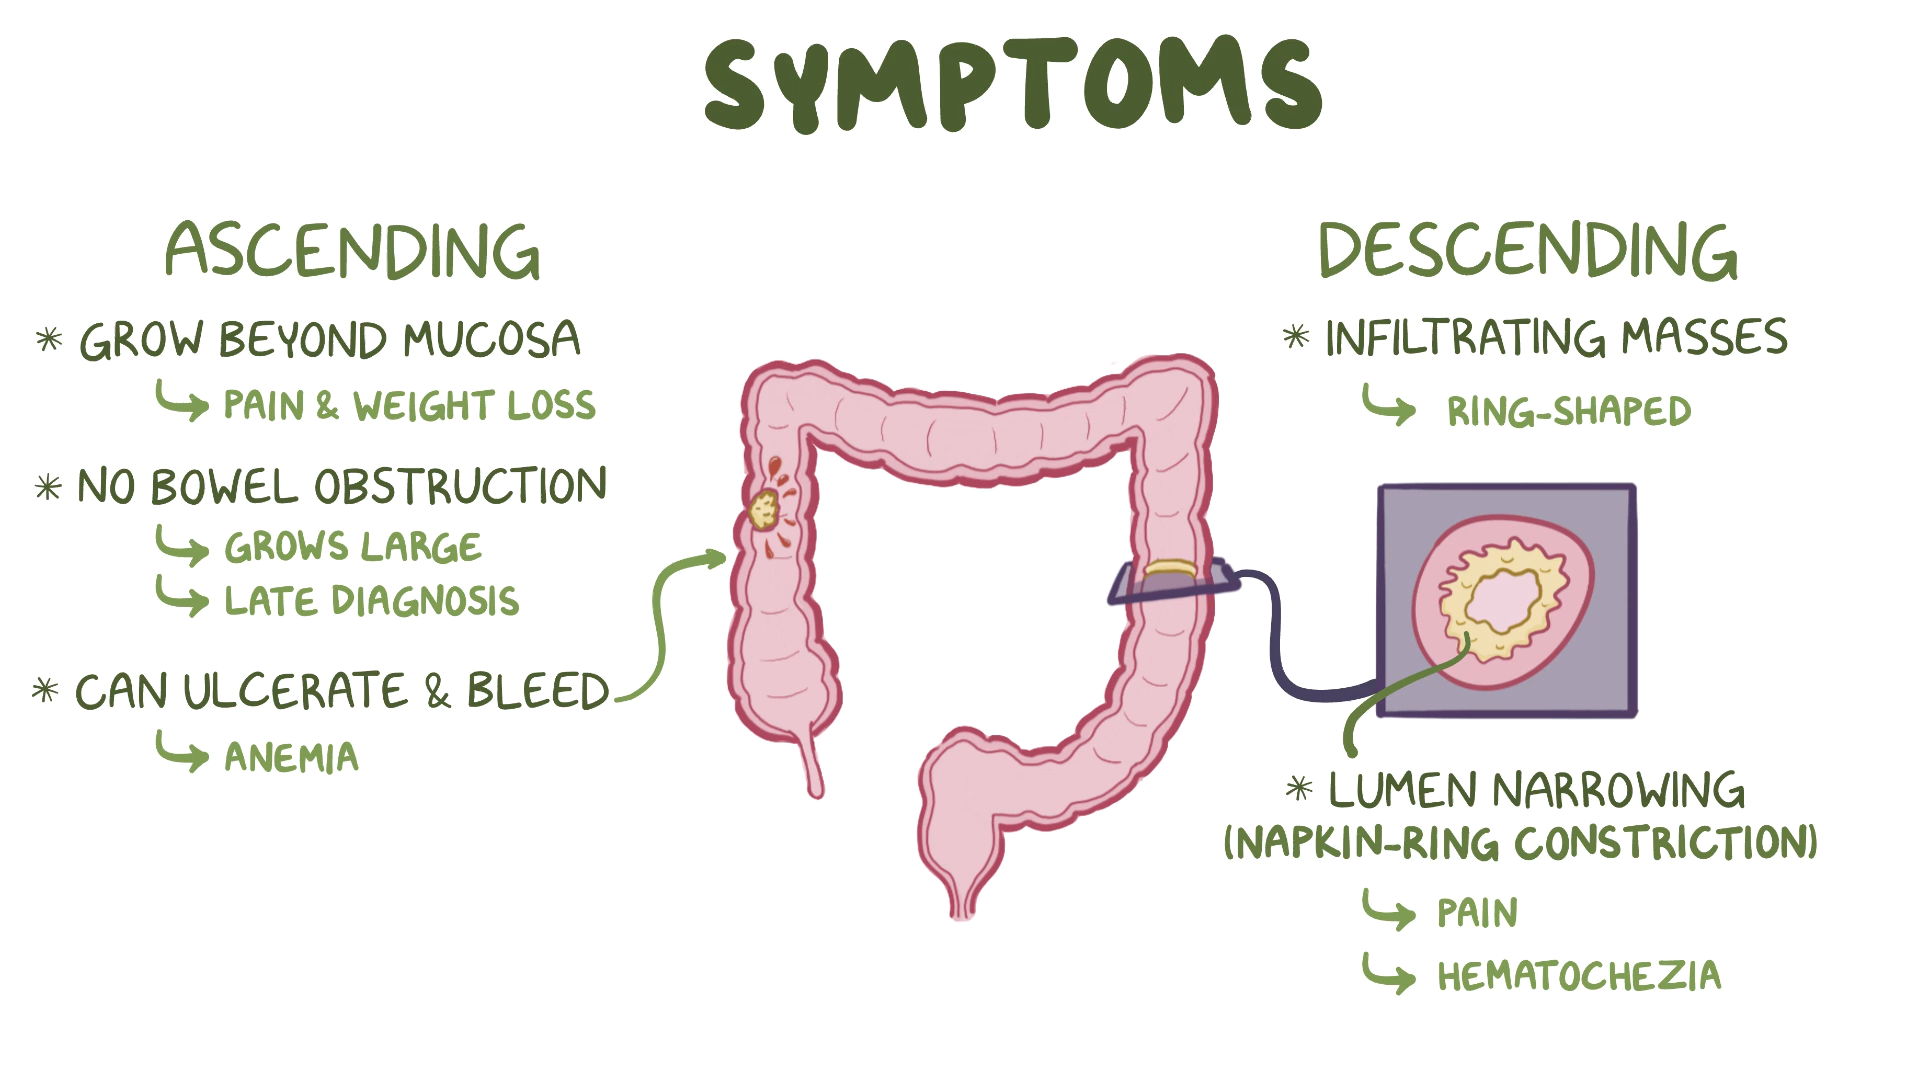 SYMPTOMS
ASCENDING
* GROW BEYOND MUCOSA
PAIN & WEIGHT LOSS
* NO BOWEL OBSTRUCTION
GROWS LARGE
LATE DIAGNOSIS
* CAN ULCERATE & BLEED
ANEMIA
DESCENDING
* INFILTRATING MASSES
RING-SHAPED
* LUMEN NARROWING
(NAPKIN-RING CONSTRICTION)
PAIN
HEMATOCHEZIA